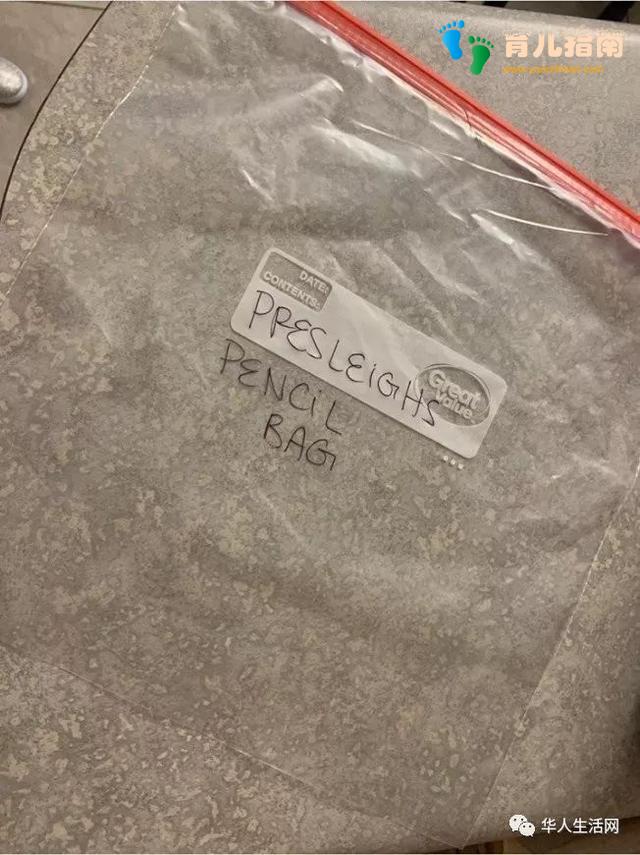 育儿指南
DATE:
CONTENTS:
PRESLEIGHS
Great
Value
PENCiL
BAG
华人生活网